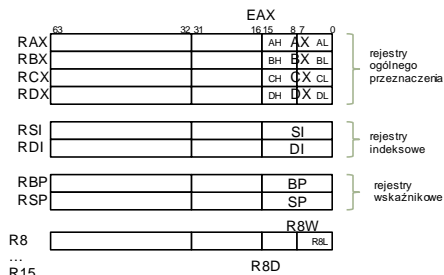 EAX
63 32 31 16 15 8 7 0
RAX AH AX AL
RBX BH BX BL
RCX CH CX CL
RDX DH DX DL
rejestry
ogólnego
przeznaczenia
RSI SI
RDI DI
rejestry
indeksowe
RBP BP
RSP SP
rejestry
wskaźnikowe
R8W
R8 R8L
...
R15
R8D